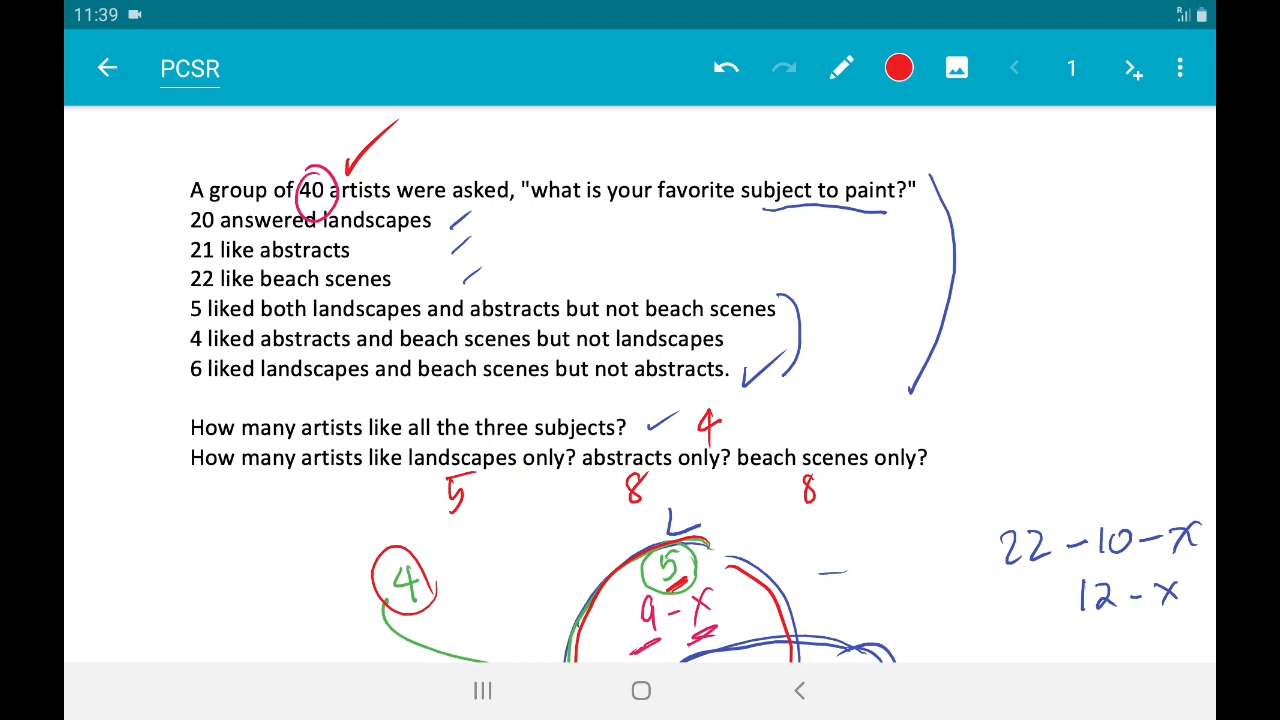 11:39
R
PCSR
1
A group of 40 artists were asked, "what is your favorite subject to paint?"
20 answered landscapes
21 like abstracts
22 like beach scenes
5 liked both landscapes and abstracts but not beach scenes
4 liked abstracts and beach scenes but not landscapes
6 liked landscapes and beach scenes but not abstracts.
How many artists like all the three subjects? 4
How many artists like landscapes only? abstracts only? beach scenes only?
5 8 8
L
22 - 10 - x
4 5
9 - x
12 - x